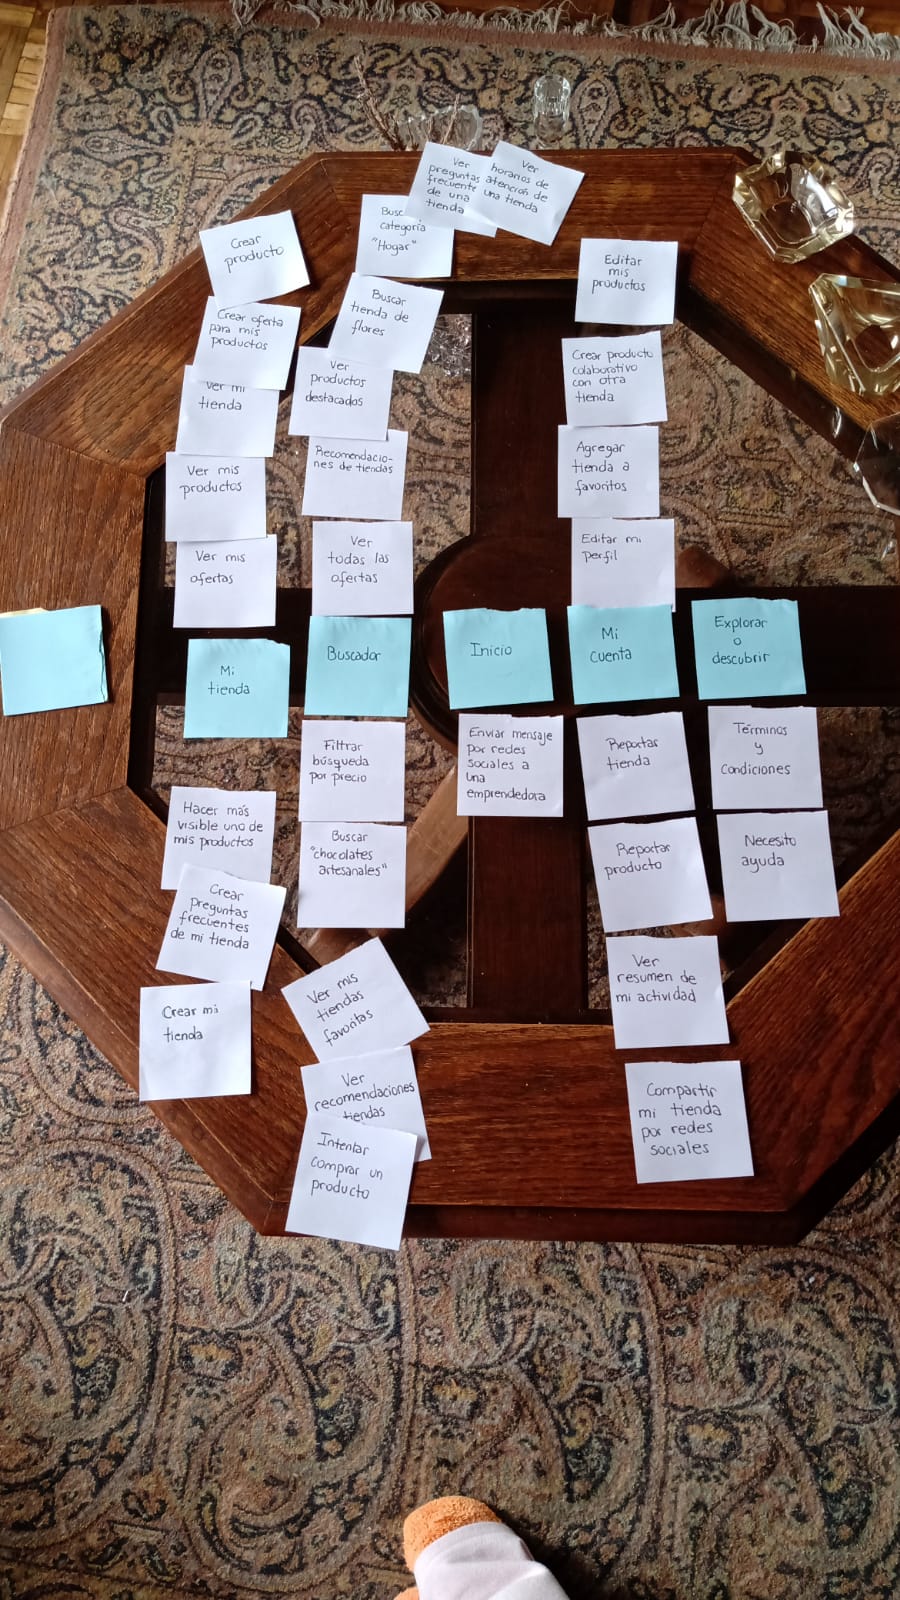 Ver
preguntas
frecuente
de una
tienda
Ver
horarios de
atención de
una tienda
Busc
categoría
"Hogar"
Buscar
tienda de
flores
Ver
productos
destacados
Recomendacio-
nes de tiendas
Ver
todas las
ofertas
Crear
producto
Crear oferta
para mis
productos
Ver mi
tienda
Ver mis
productos
Ver mis
ofertas
Editar
mis
productos
Crear producto
colaborativo
con otra
tienda
Agregar
tienda a
favoritos
Editar mi
perfil
Mi
tienda
Buscador
Inicio
Mi
cuenta
Explorar
o
descubrir
Hacer más
visible uno de
mis productos
Crear
Preguntas
frecuentes
de mi tienda
Crear mi
tienda
Filtrar
búsqueda
por precio
Buscar
"chocolates
artesanales"
Ver mis
tiendas
favoritas
Ver
recomendaciones
tiendas
Intentar
comprar un
producto
Enviar mensaje
por redes
sociales a
una
emprendedora
Reportar
tienda
Reportar
producto
Ver
resumen de
mi actividad
Compartir
mi tienda
por redes
sociales
Términos
y
Condiciones
Necesito
ayuda